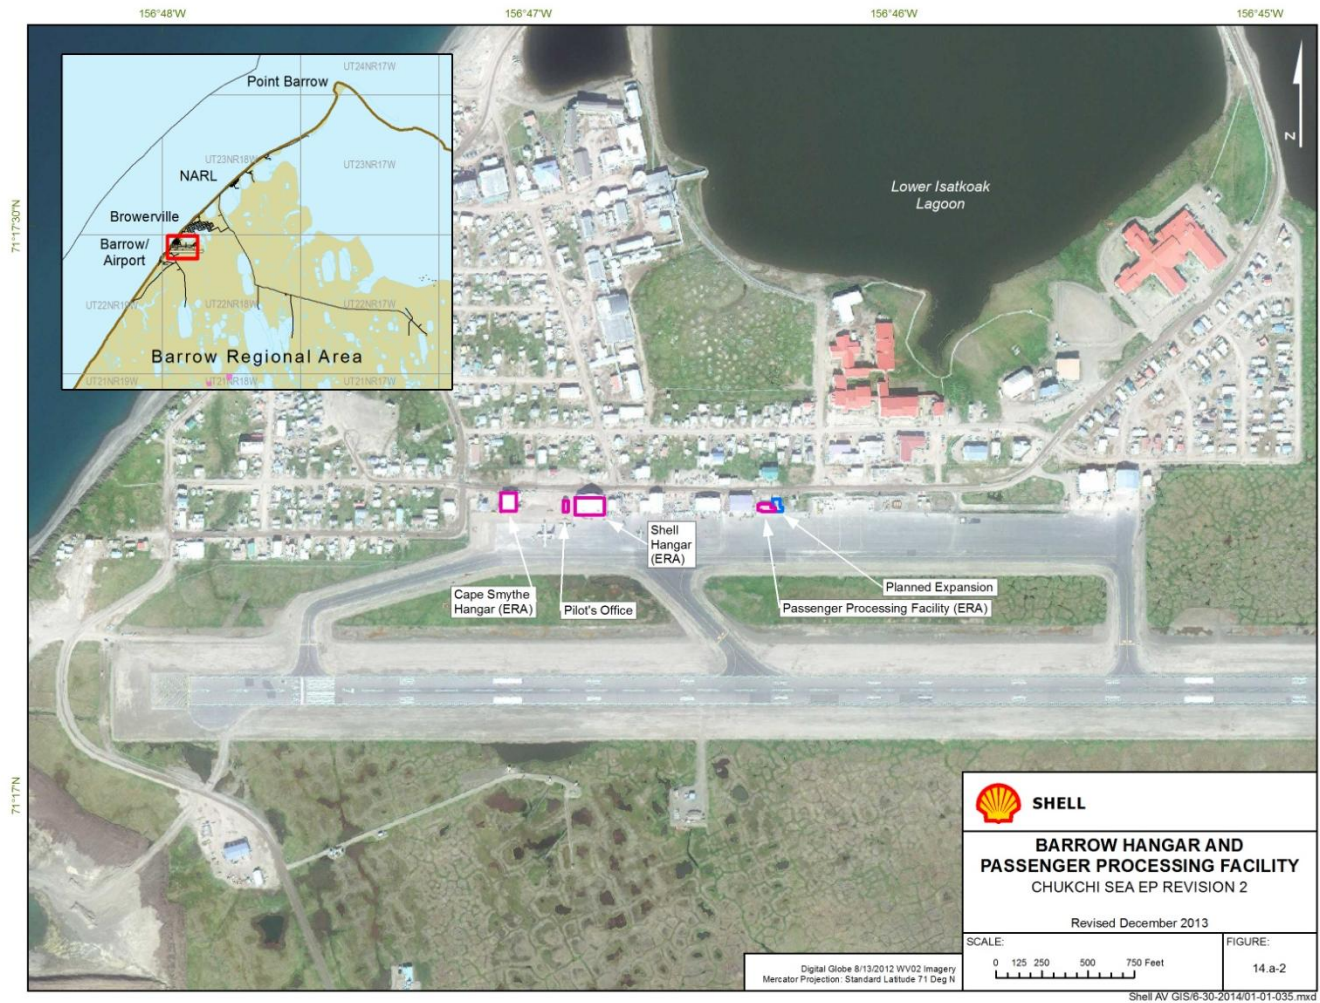 156°48'W
156°47'W
156°46'W
156°45'W
71°17'30"N
71°17'N
Point Barrow
UT24NR17W
UT23NR18W
UT23NR17W
NARL
Browerville
Barrow/
Airport
UT22NR19W
UT22NR18W
UT22NR17W
Barrow Regional Area
UT21NR19W
UT21NR18W
UT21NR17W
N
Lower Isatkoak
Lagoon
Shell
Hangar
(ERA)
Cape Smythe
Hangar (ERA)
Pilot's Office
Planned Expansion
Passenger Processing Facility (ERA)
SHELL
BARROW HANGAR AND
PASSENGER PROCESSING FACILITY
CHUKCHI SEA EP REVISION 2
Revised December 2013
SCALE:
0 125 250 500 750 Feet
FIGURE:
14.a-2
Digital Globe 8/13/2012 WV02 Imagery
Mercator Projection: Standard Latitude 71 Deg N
Shell AV GIS/6-30-2014/01-01-035.mxd